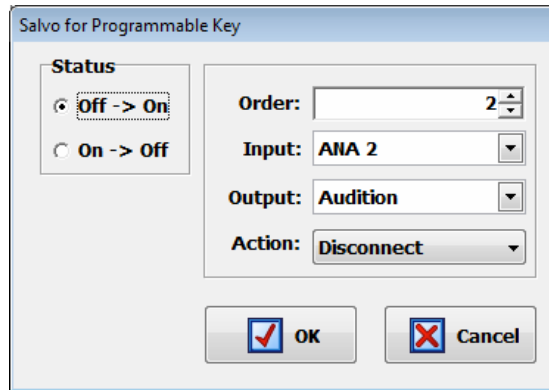 Salvo for Programmable Key
Status
Off -> On
On -> Off
Order: 2
Input: ANA 2
Output: Audition
Action: Disconnect
OK
Cancel